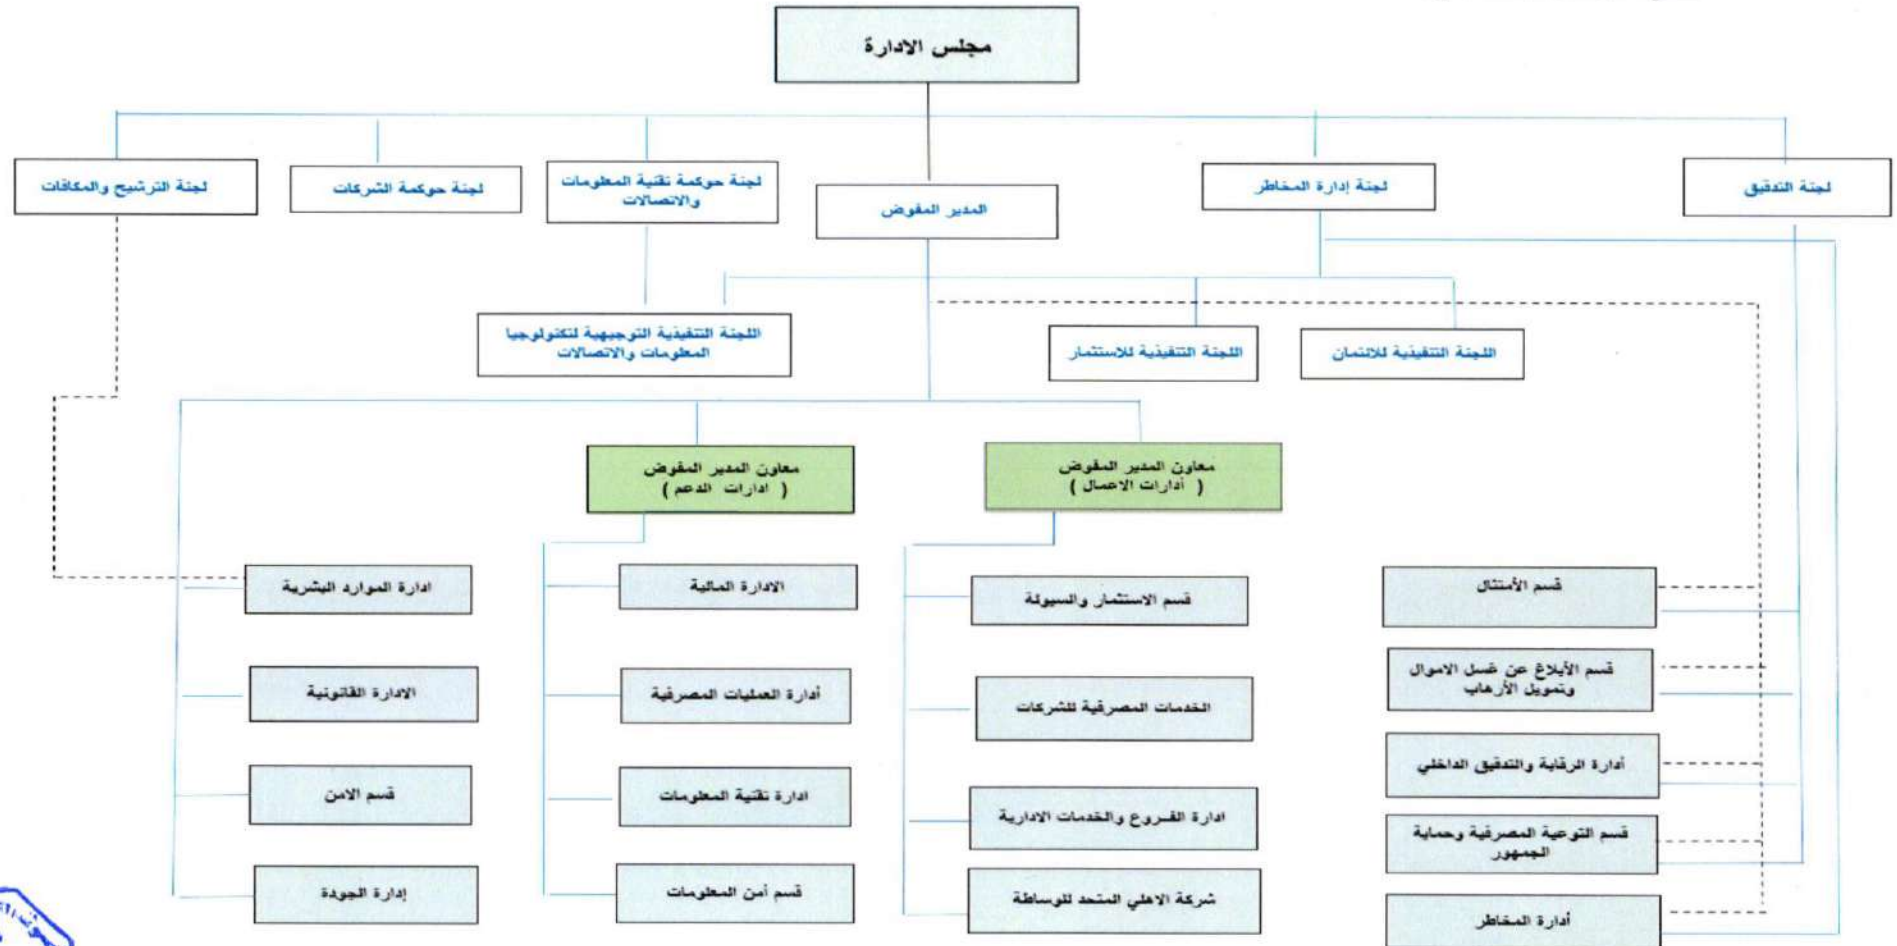 مجلس الادارة
لجنة التدقيق
لجنة إدارة المخاطر
المدير المفوض
لجنة حوكمة تقنية المعلومات
والاتصالات
لجنة حوكمة الشركات
لجنة الترشيح والمكافات
اللجنة التنفيذية للائتمان
اللجنة التنفيذية للاستثمار
اللجنة التنفيذية التوجيهية لتكنولوجيا
المعلومات والاتصالات
معاون المدير المفوض
( أدارات الاعمال )
معاون المدير المفوض
( ادارات الدعم )
قسم الأمتثال
قسم الأبلاغ عن غسل الاموال
وتمويل الأرهاب
أدارة الرقابة والتدقيق الداخلي
قسم التوعية المصرفية وحماية
الجمهور
أدارة المخاطر
قسم الاستثمار والسيولة
الخدمات المصرفية للشركات
ادارة الفروع والخدمات الادارية
شركة الاهلي المتحد للوساطة
الادارة المالية
أدارة العمليات المصرفية
ادارة تقنية المعلومات
قسم أمن المعلومات
ادارة الموارد البشرية
الادارة القانونية
قسم الامن
إدارة الجودة